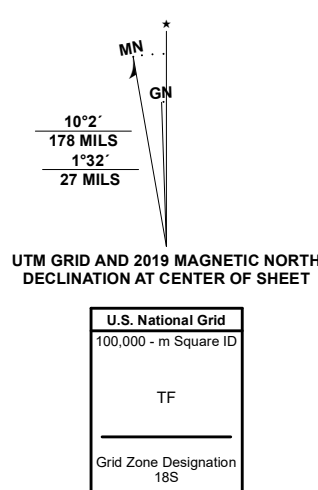 ★
MN
GN
10°2´
178 MILS
1°32´
27 MILS
UTM GRID AND 2019 MAGNETIC NORTH
DECLINATION AT CENTER OF SHEET
U.S. National Grid
100,000 - m Square ID
TF
Grid Zone Designation
18S